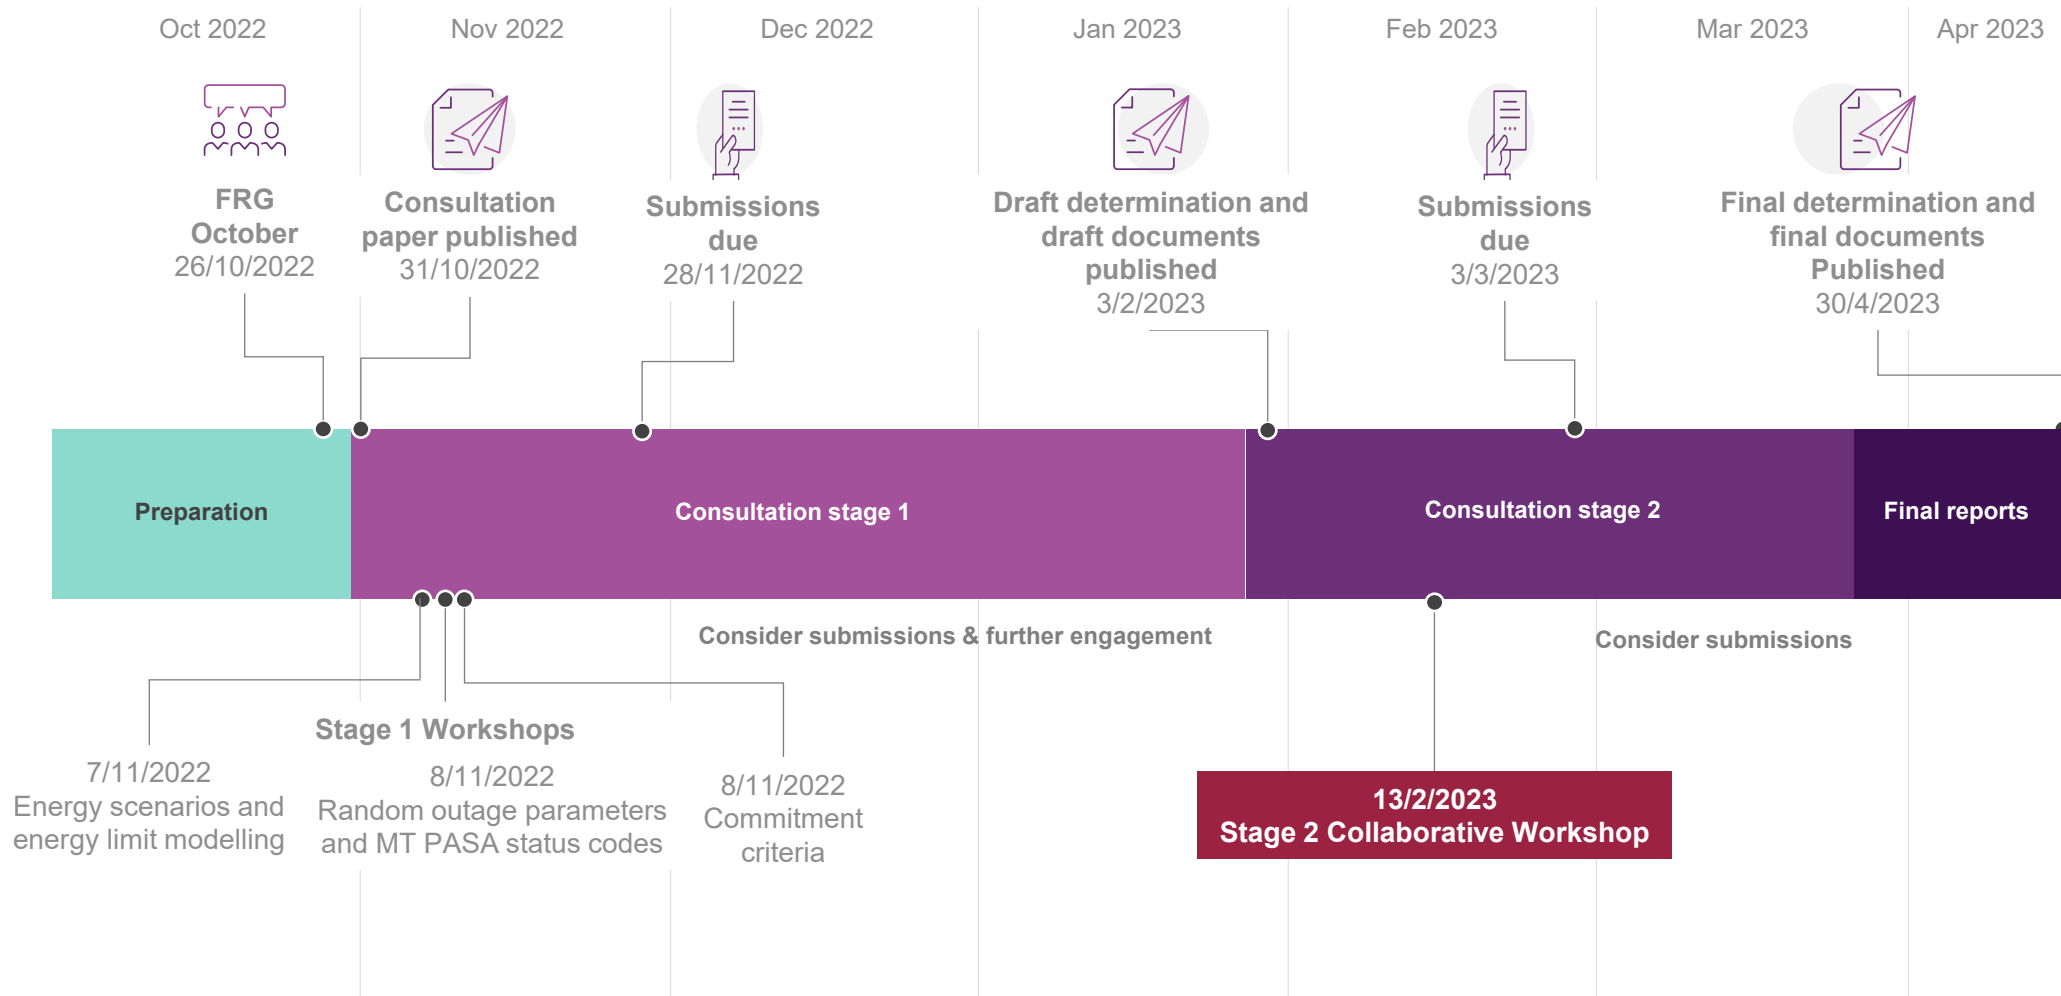 Oct 2022
Nov 2022
Dec 2022
Jan 2023
Feb 2023
Mar 2023
Apr 2023
FRG
October
26/10/2022
Consultation
paper published
31/10/2022
Submissions
due
28/11/2022
Draft determination and
draft documents
published
3/2/2023
Submissions
due
3/3/2023
Final determination and
final documents
Published
30/4/2023
Preparation
Consultation stage 1
Consultation stage 2
Final reports
Consider submissions & further engagement
Consider submissions
Stage 1 Workshops
7/11/2022
Energy scenarios and
energy limit modelling
8/11/2022
Random outage parameters
and MT PASA status codes
8/11/2022
Commitment
criteria
13/2/2023
Stage 2 Collaborative Workshop